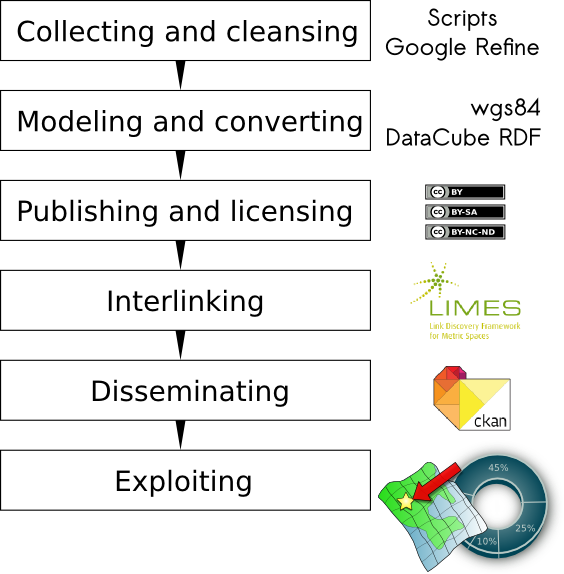 Collecting and cleansing
Scripts
Google Refine
Modeling and converting
wgs84
DataCube RDF
Publishing and licensing
cc BY
cc BY-SA
cc BY-NC-ND
Interlinking
LIMES
Link Discovery Framework
for Metric Spaces
Disseminating
ckan
Exploiting
45%
25%
10%